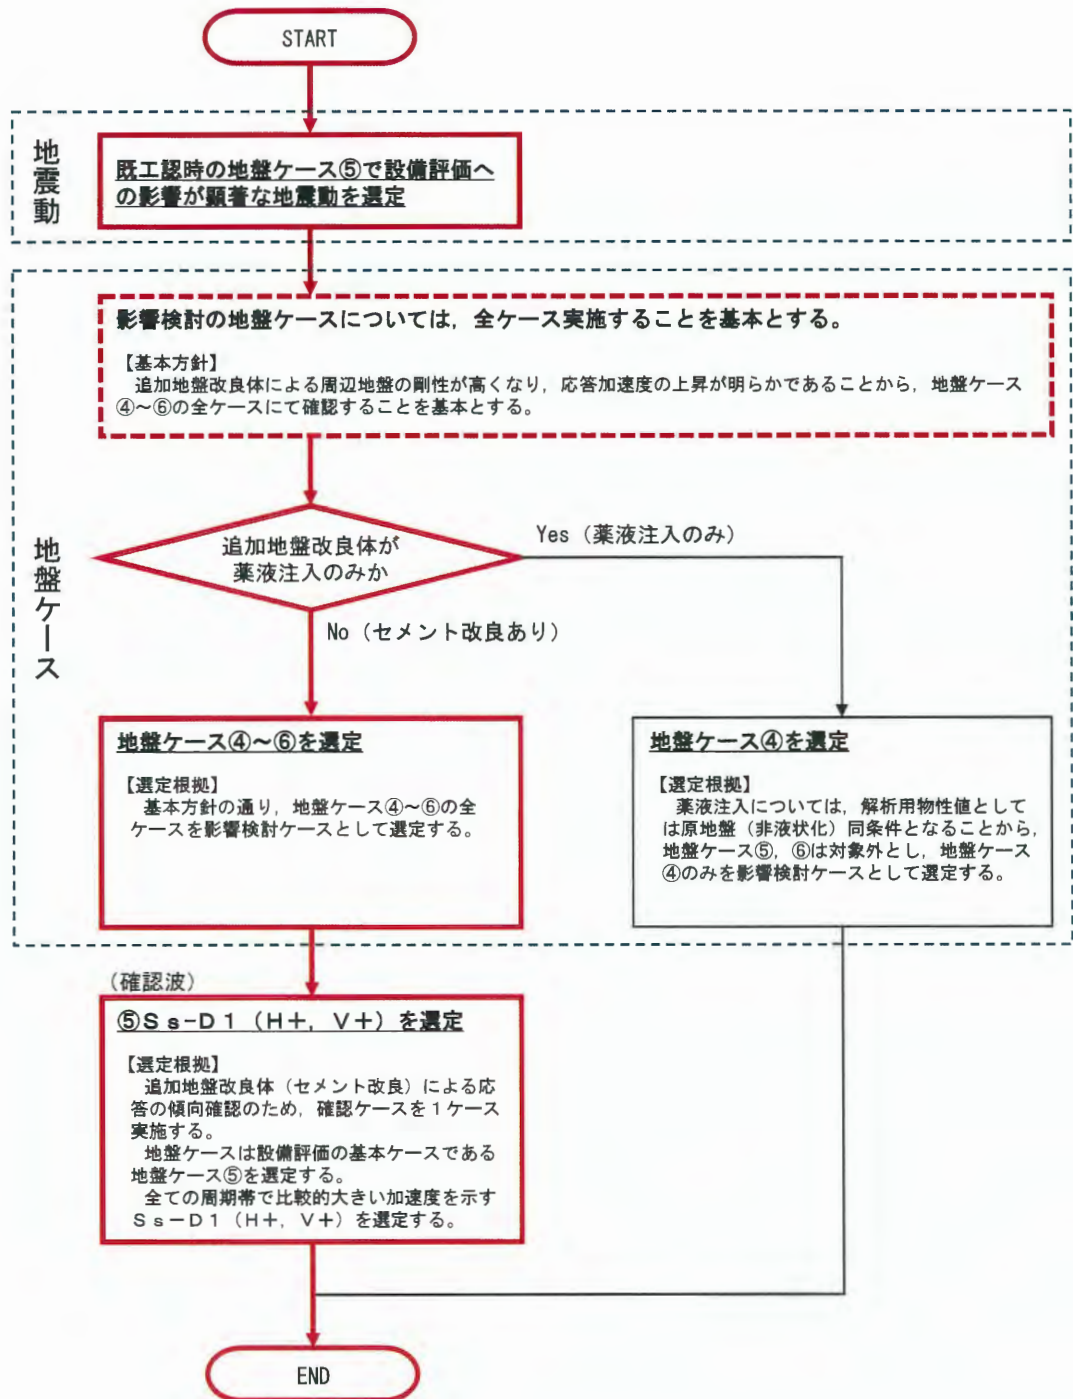 START
地震動
既工認時の地盤ケース⑤で設備評価へ
の影響が顕著な地震動を選定
地盤ケース
影響検討の地盤ケースについては，全ケース実施することを基本とする。
【基本方針】
追加地盤改良体による周辺地盤の剛性が高くなり，応答加速度の上昇が明らかであることから，地盤ケース
④～⑥の全ケースにて確認することを基本とする。
追加地盤改良体が
薬液注入のみか
Yes（薬液注入のみ）
No（セメント改良あり）
地盤ケース④～⑥を選定
【選定根拠】
基本方針の通り，地盤ケース④～⑥の全
ケースを影響検討ケースとして選定する。
地盤ケース④を選定
【選定根拠】
薬液注入については，解析用物性値として
は原地盤（非液状化）同条件となることから，
地盤ケース⑤，⑥は対象外とし，地盤ケース
④のみを影響検討ケースとして選定する。
（確認波）
⑤Ｓｓ－Ｄ１（Ｈ＋，Ｖ＋）を選定
【選定根拠】
追加地盤改良体（セメント改良）による応
答の傾向確認のため，確認ケースを１ケース
実施する。
地盤ケースは設備評価の基本ケースである
地盤ケース⑤を選定する。
全ての周期帯で比較的大きい加速度を示す
Ｓｓ－Ｄ１（Ｈ＋，Ｖ＋）を選定する。
END